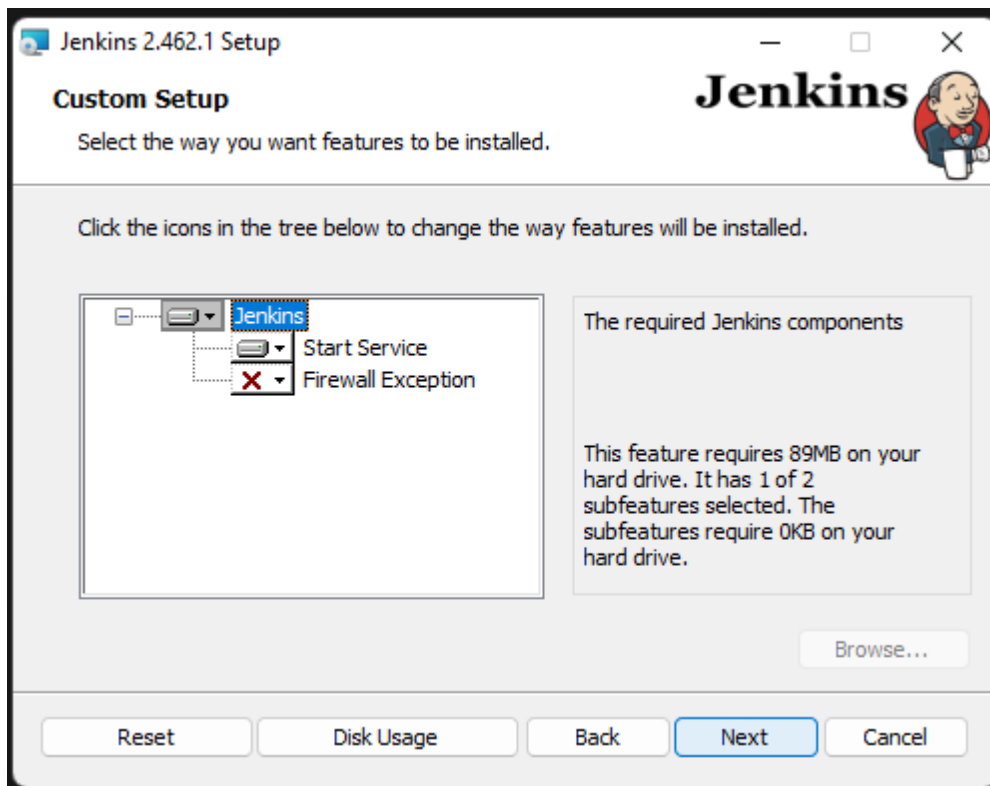 Jenkins 2.462.1 Setup
Custom Setup
Select the way you want features to be installed.
Jenkins
Click the icons in the tree below to change the way features will be installed.
Jenkins
Start Service
Firewall Exception
The required Jenkins components
This feature requires 89MB on your
hard drive. It has 1 of 2
subfeatures selected. The
subfeatures require 0KB on your
hard drive.
Browse...
Reset
Disk Usage
Back
Next
Cancel